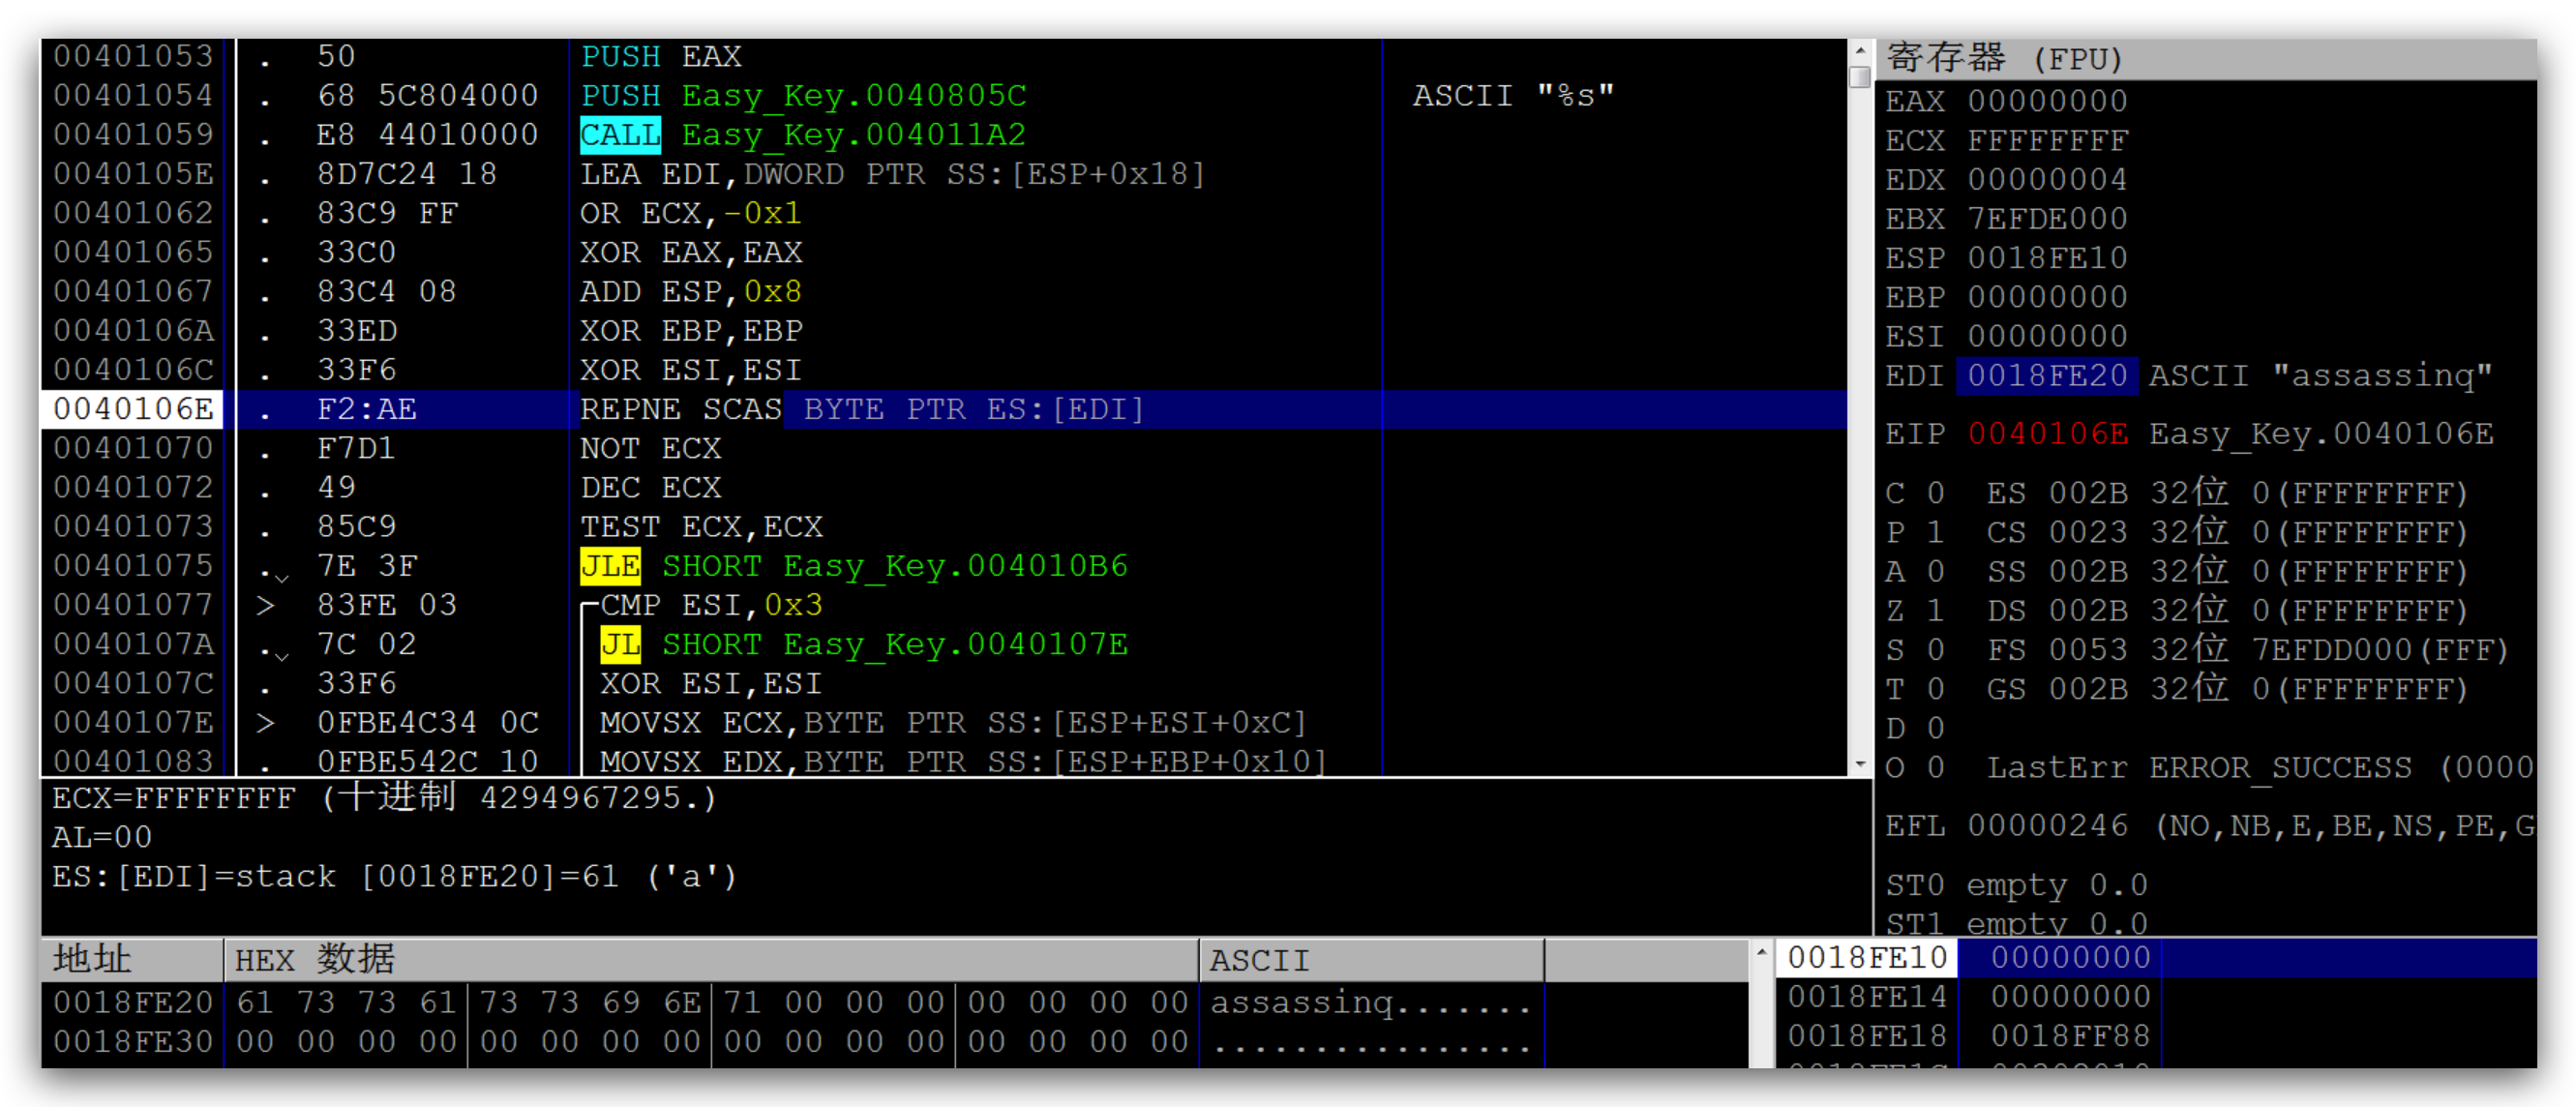 00401053 . 50 PUSH EAX
00401054 . 68 5C804000 PUSH Easy_Key.0040805C ASCII "%s"
00401059 . E8 44010000 CALL Easy_Key.004011A2
0040105E . 8D7C24 18 LEA EDI,DWORD PTR SS:[ESP+0x18]
00401062 . 83C9 FF OR ECX,-0x1
00401065 . 33C0 XOR EAX,EAX
00401067 . 83C4 08 ADD ESP,0x8
0040106A . 33ED XOR EBP,EBP
0040106C . 33F6 XOR ESI,ESI
0040106E . F2:AE REPNE SCAS BYTE PTR ES:[EDI]
00401070 . F7D1 NOT ECX
00401072 . 49 DEC ECX
00401073 . 85C9 TEST ECX,ECX
00401075 . 7E 3F JLE SHORT Easy_Key.004010B6
00401077 > 83FE 03 CMP ESI,0x3
0040107A . 7C 02 JL SHORT Easy_Key.0040107E
0040107C . 33F6 XOR ESI,ESI
0040107E > 0FBE4C34 0C MOVSX ECX,BYTE PTR SS:[ESP+ESI+0xC]
00401083 . 0FBE542C 10 MOVSX EDX,BYTE PTR SS:[ESP+EBP+0x10]
ECX=FFFFFFFF (十进制 4294967295.)
AL=00
ES:[EDI]=stack [0018FE20]=61 ('a')
寄存器 (FPU)
EAX 00000000
ECX FFFFFFFF
EDX 00000004
EBX 7EFDE000
ESP 0018FE10
EBP 00000000
ESI 00000000
EDI 0018FE20 ASCII "assassinq"
EIP 0040106E Easy_Key.0040106E
C 0 ES 002B 32位 0(FFFFFFFF)
P 1 CS 0023 32位 0(FFFFFFFF)
A 0 SS 002B 32位 0(FFFFFFFF)
Z 1 DS 002B 32位 0(FFFFFFFF)
S 0 FS 0053 32位 7EFDD000(FFF)
T 0 GS 002B 32位 0(FFFFFFFF)
D 0
O 0 LastErr ERROR_SUCCESS (0000
EFL 00000246 (NO,NB,E,BE,NS,PE,G
ST0 empty 0.0
ST1 empty 0.0
地址 HEX 数据 ASCII
0018FE20 61 73 73 61 73 73 69 6E 71 00 00 00 00 00 00 00 assassinq.......
0018FE30 00 00 00 00 00 00 00 00 00 00 00 00 00 00 00 00 ................
0018FE10 00000000
0018FE14 00000000
0018FE18 0018FF88